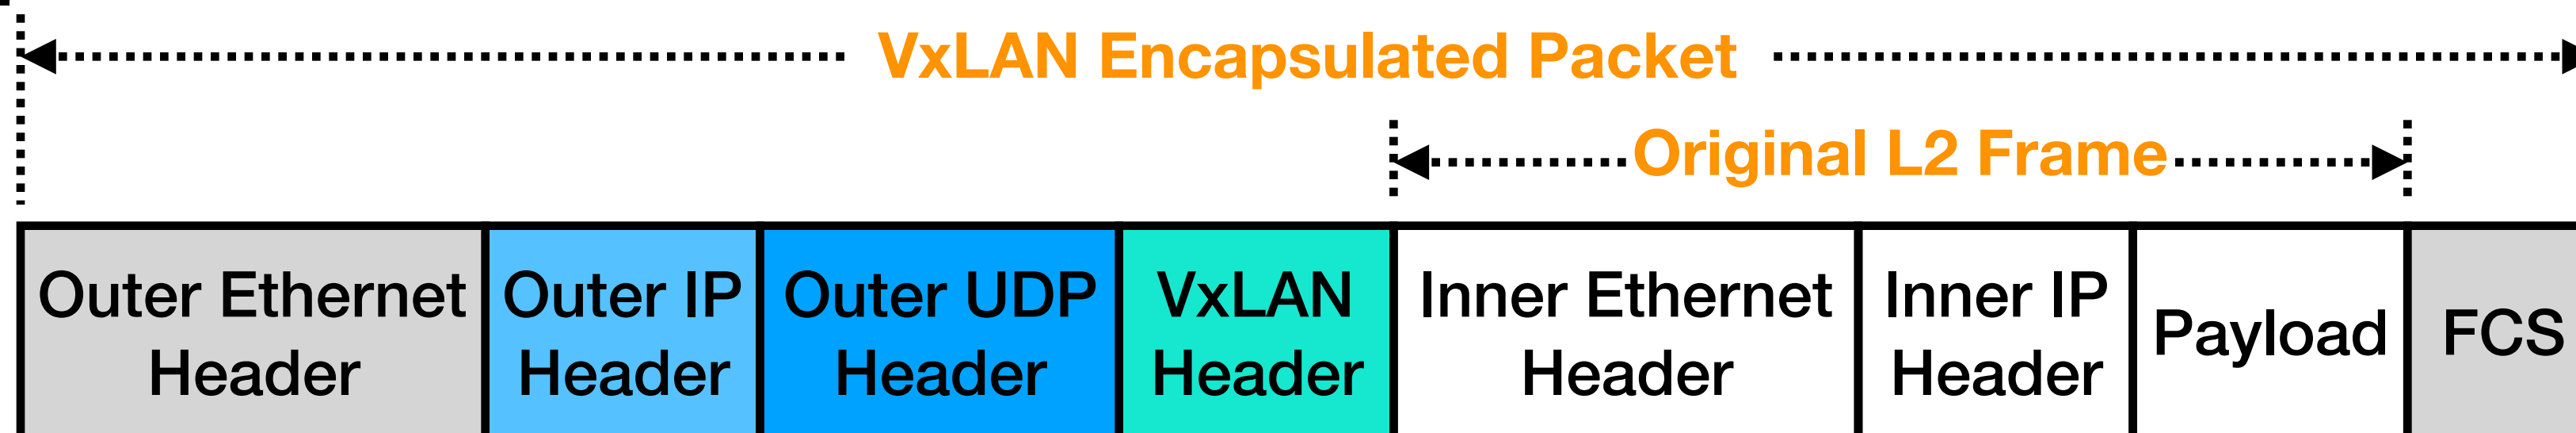 VxLAN Encapsulated Packet
Original L2 Frame
Outer Ethernet
Header
Outer IP
Header
Outer UDP
Header
VxLAN
Header
Inner Ethernet
Header
Inner IP
Header
Payload
FCS